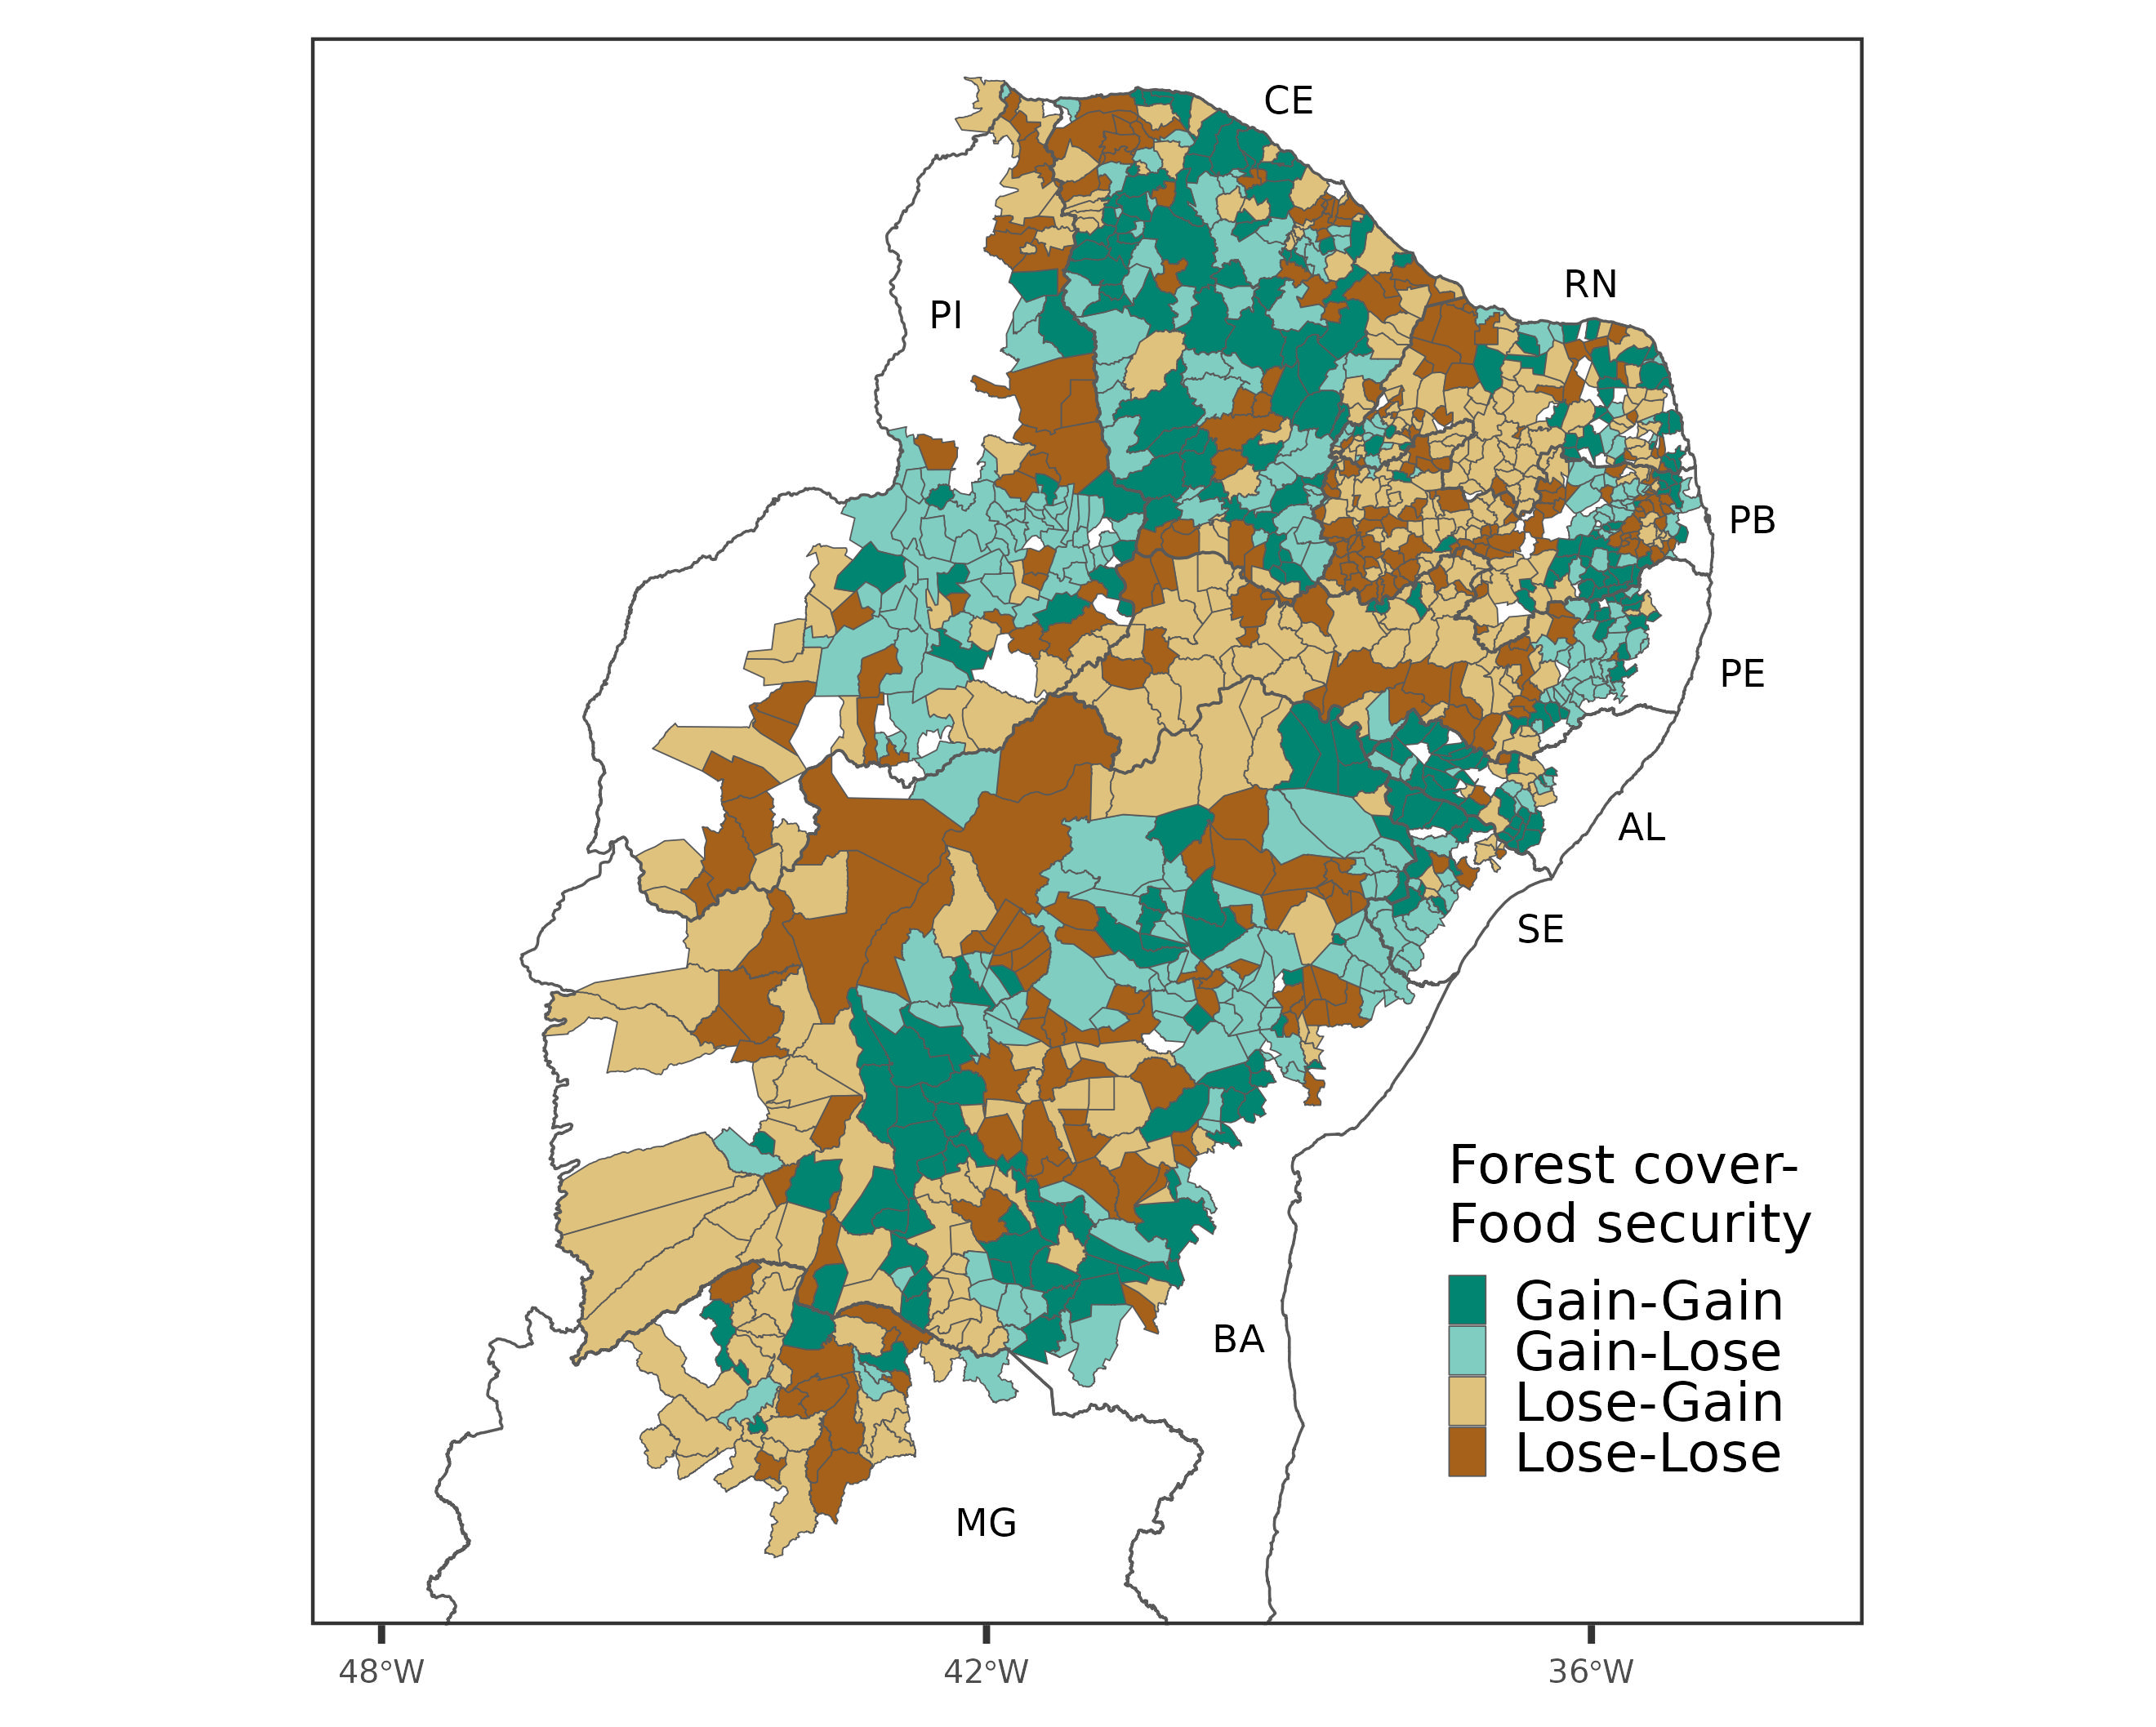 CE
RN
PI
PB
PE
AL
SE
BA
MG
Forest cover-
Food security
Gain-Gain
Gain-Lose
Lose-Gain
Lose-Lose
48°W
42°W
36°W